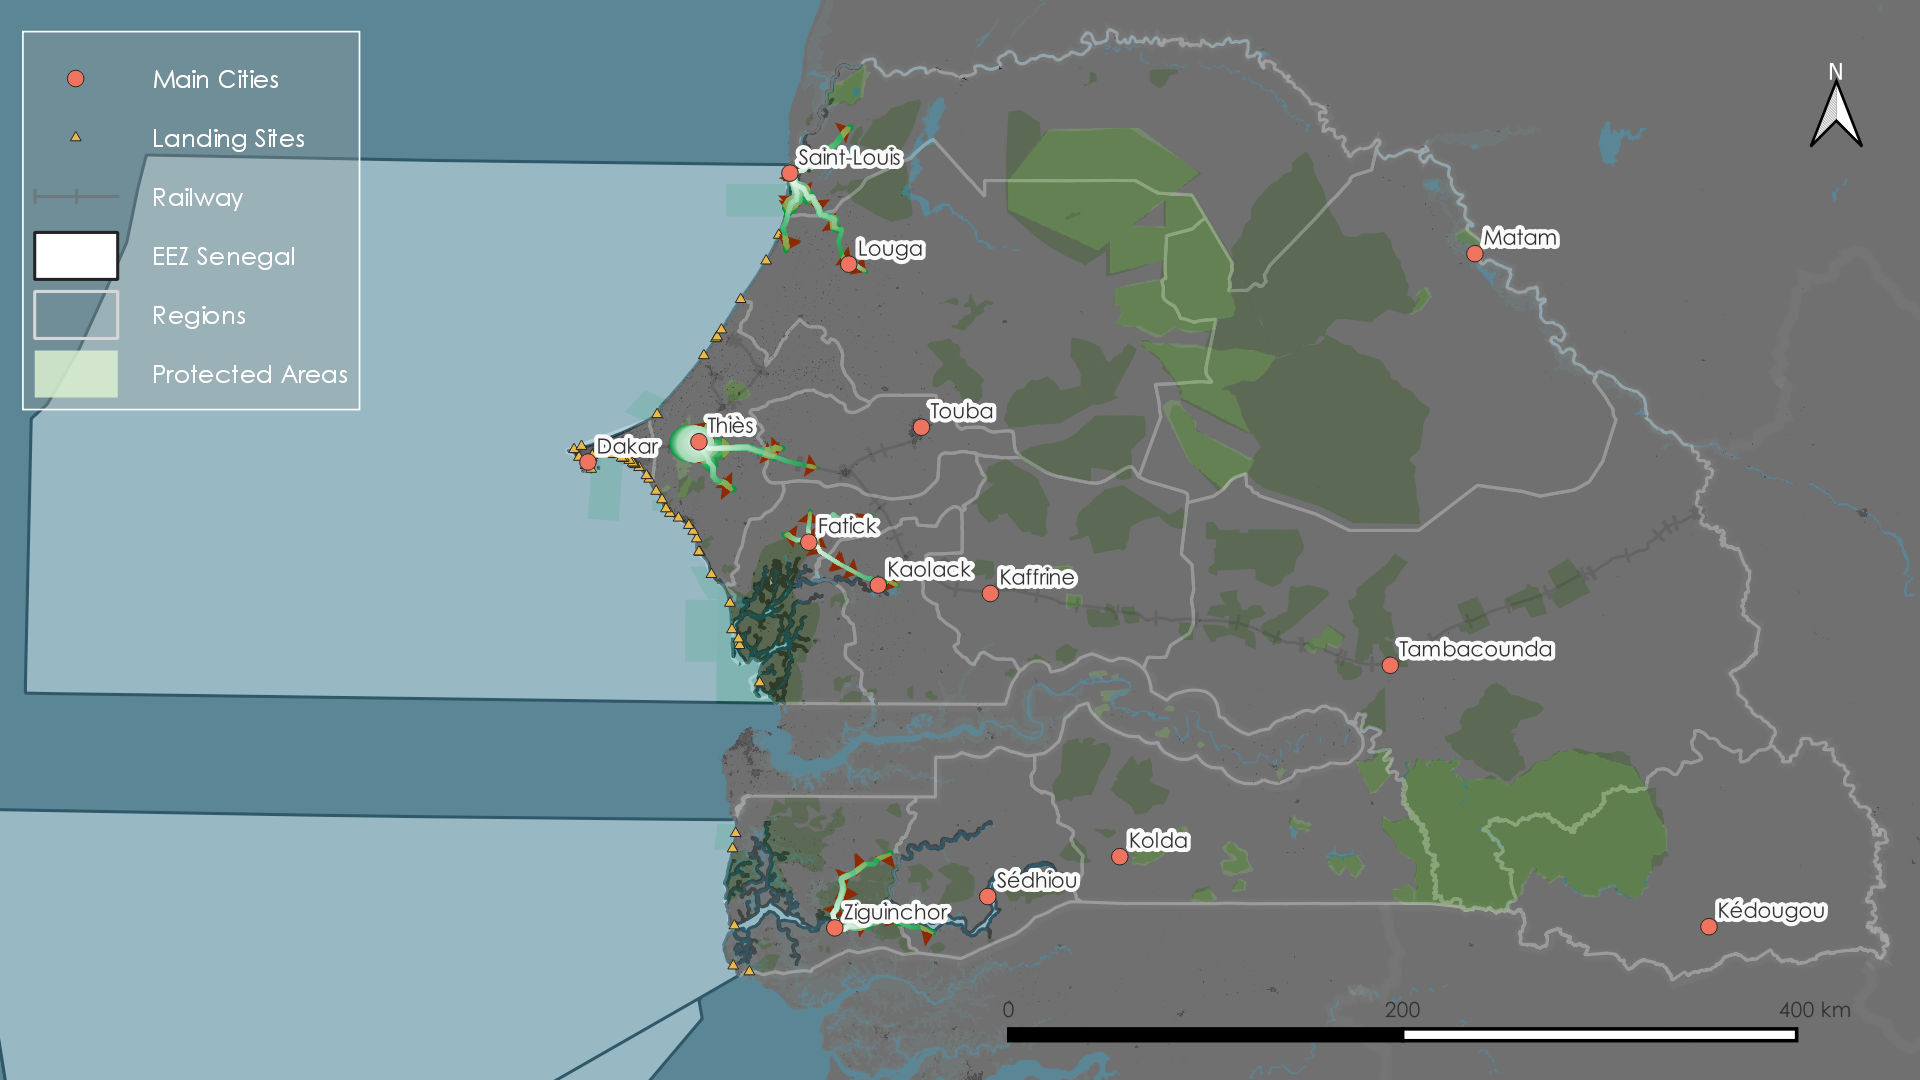 Main Cities
Landing Sites
Railway
EEZ Senegal
Regions
Protected Areas
N
Saint-Louis
Louga
Matam
Touba
Thiès
Dakar
Fatick
Kaolack
Kaffrine
Tambacounda
Kolda
Sédhiou
Ziguinchor
Kédougou
0 200 400 km